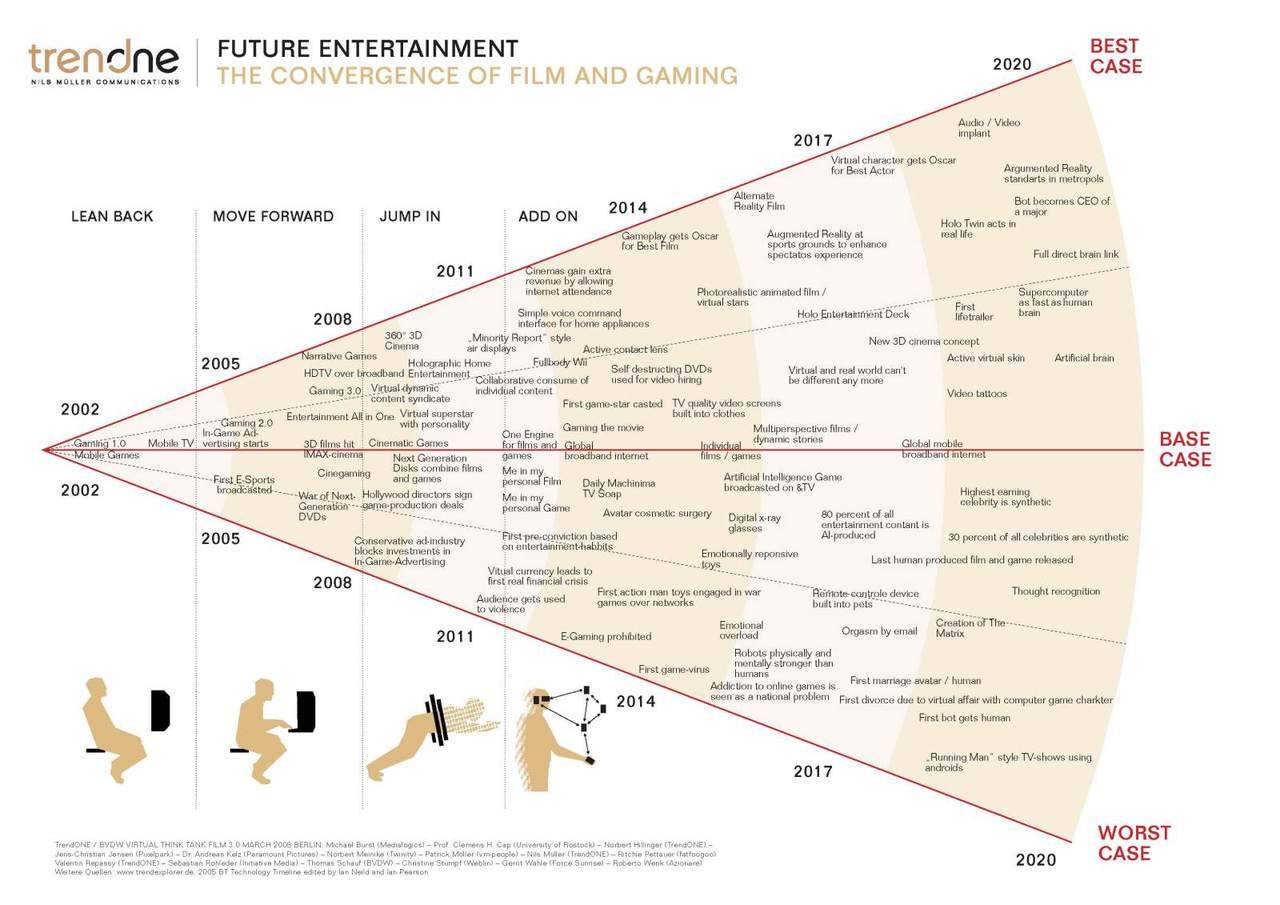 trendne
NILS MÜLLER COMMUNICATIONS
FUTURE ENTERTAINMENT
THE CONVERGENCE OF FILM AND GAMING
BEST
CASE
2020
Audio / Video
implant
2017
Virtual character gets Oscar
for Best Actor
Argumented Reality
standarts in metropols
Alternate
Reality Film
Bot becomes CEO of
a major
LEAN BACK
MOVE FORWARD
JUMP IN
ADD ON
2014
Holo Twin acts in
real life
Gameplay gets Oscar
for Best Film
Augmented Reality at
sports grounds to enhance
spectatos experience
Full direct brain link
2011
Cinemas gain extra
revenue by allowing
internet attendance
Photorealistic animated film /
virtual stars
Supercomputer
as fast as human
brain
First
lifetrailer
Holo Entertainment Deck
2008
Simple voice command
interface for home appliances
360° 3D
Cinema
„Minority Report" style
air displays
New 3D cinema concept
Narrative Games
Active contact lens
Active virtual skin
Artificial brain
2005
Holographic Home
Entertainment
Fullbody Wii
HDTV over broadband
Self destructing DVDs
used for video hiring
Virtual and real world can't
be different any more
Collaborative consume of
individual content
Gaming 3.0
Virtual dynamic
content syndicate
Video tattoos
2002
First game-star casted
TV quality video screens
built into clothes
Entertainment All in One
Virtual superstar
with personality
Gaming 2.0
In-Game Ad-
vertising starts
Gaming the movie
Multiperspective films /
dynamic stories
Gaming 1.0
Mobile TV
3D films hit
IMAX-cinema
Cinematic Games
One Engine
for films and
games
Global
broadband internet
Individual
films / games
Global mobile
broadband internet
BASE
CASE
Mobile Games
Next Generation
Disks combine films
and games
Cinegaming
Me in my
personal Film
First E-Sports
broadcasted
Daily Machinima
TV Soap
Artificial Intelligence Game
broadcasted on &TV
2002
War of Next-
Generation
DVDs
Hollywood directors sign
game-production deals
Me in my
personal Game
Highest earning
celebrity is synthetic
Avatar cosmetic surgery
Digital x-ray
glasses
80 percent of all
entertainment contant is
AI-produced
2005
First pre-conviction based
on entertainment-habbits
30 percent of all celebrities are synthetic
Conservative ad-industry
blocks investments in
In-Game-Advertising
Emotionally reponsive
toys
Last human produced film and game released
2008
Vitual currency leads to
first real financial crisis
First action man toys engaged in war
games over networks
Remote controle device
built into pets
Thought recognition
Audience gets used
to violence
2011
E-Gaming prohibited
Emotional
overload
Orgasm by email
Creation of The
Matrix
First game-virus
Robots physically and
mentally stronger than
humans
First marriage avatar / human
Addiction to online games is
seen as a national problem
First divorce due to virtual affair with computer game charkter
2014
First bot gets human
„Running Man" style TV-shows using
androids
2017
WORST
CASE
2020
TrendONE / BVDW VIRTUAL THINK TANK FILM 3.0 MARCH 2008 BERLIN: Michael Burst (Medialogics) – Prof. Clemens H. Cap (University of Rostock) – Norbert Hillinger (TrendONE) –
Jens-Christian Jensen (Pixelpark) – Dr. Andreas Kelz (Paramount Pictures) – Norbert Meinike (Twinity) – Patrick Möller (vm-people) – Nils Müller (TrendONE) – Ritchie Pettauer (fatfoogoo)
Valentin Repassy (TrendONE) – Sebastian Rohleder (Initiative Media) – Thomas Schauf (BVDW) – Christine Stumpf (Weblin) – Gerrit Wahle (Force Sunrise) – Roberto Wenk (Aizonare)
Weitere Quellen: www.trendexplorer.de, 2005 BT Technology Timeline edited by Ian Neild and Ian Pearson.